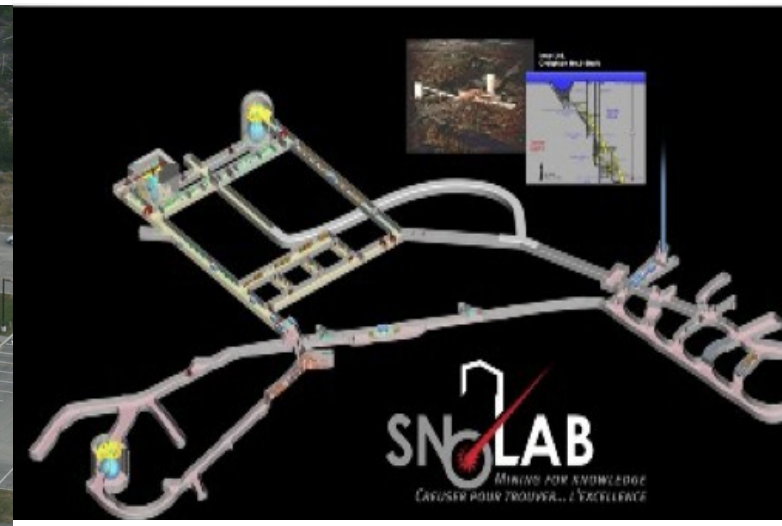 SNOLAB
MINING FOR KNOWLEDGE
CREUSER POUR TROUVER... L'EXCELLENCE